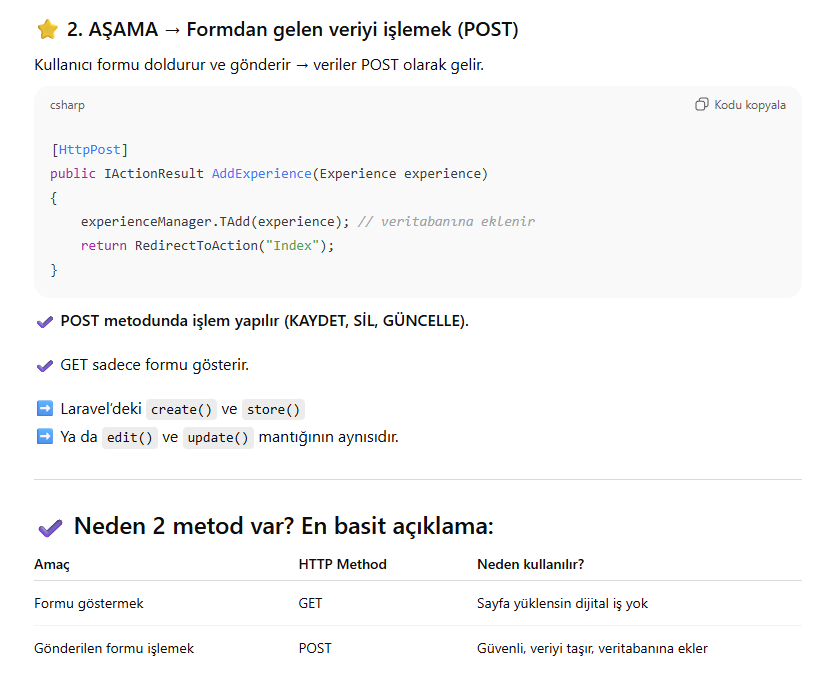 ⭐ 2. AŞAMA → Formdan gelen veriyi işlemek (POST)
Kullanıcı formu doldurur ve gönderir → veriler POST olarak gelir.
csharp
Kodu kopyala
[HttpPost]
public IActionResult AddExperience(Experience experience)
{
    experienceManager.TAdd(experience); // veritabanına eklenir
    return RedirectToAction("Index");
}
✔ POST metodunda işlem yapılır (KAYDET, SİL, GÜNCELLE).
✔ GET sadece formu gösterir.
➡ Laravel’deki create() ve store()
➡ Ya da edit() ve update() mantığının aynısıdır.
✔ Neden 2 metod var? En basit açıklama:
Amaç HTTP Method Neden kullanılır?
Formu göstermek GET Sayfa yüklensin dijital iş yok
Gönderilen formu işlemek POST Güvenli, veriyi taşır, veritabanına ekler